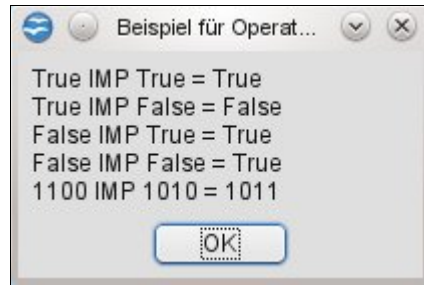 Beispiel für Operat...
True IMP True = True
True IMP False = False
False IMP True = True
False IMP False = True
1100 IMP 1010 = 1011
OK